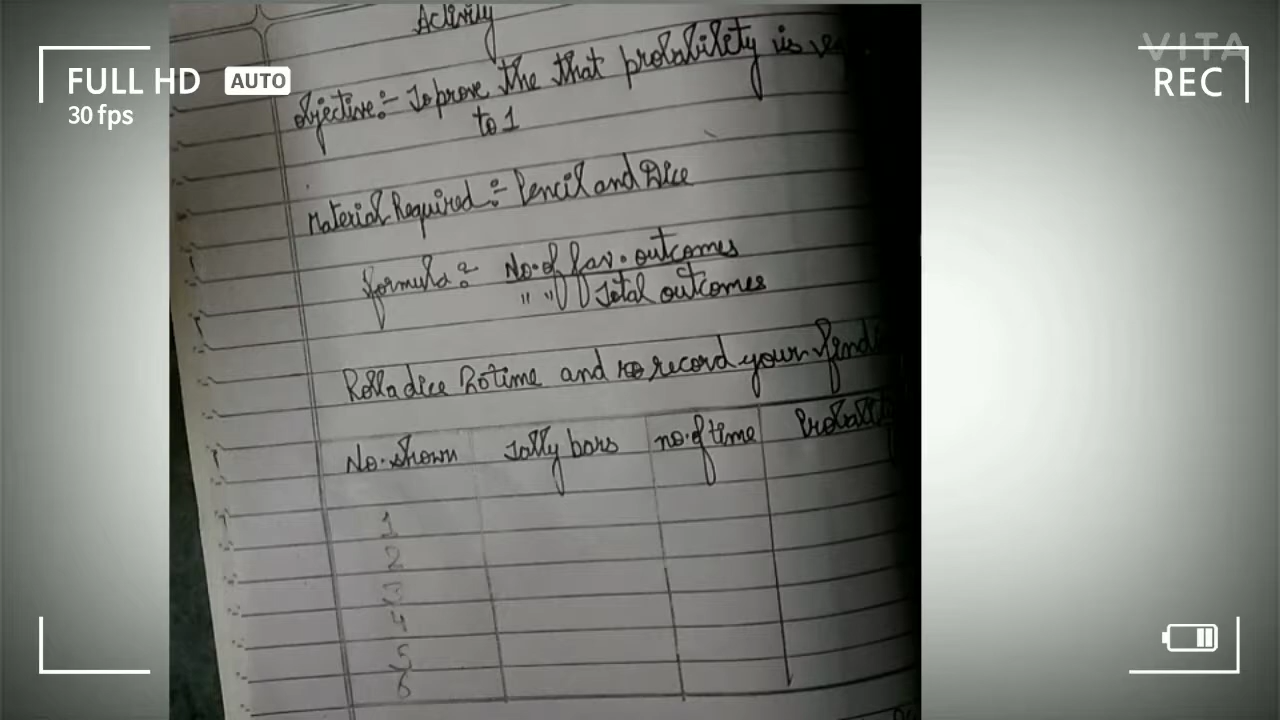 FULL HD AUTO
30 fps
VITA
REC
Activity
Objective:- To prove the that probability is
to 1
Material Required:- Pencil and Dice
formula: No. of fav. outcomes
" " Total outcomes
Roll a dice 20 time and record your
No. shown Tally bars no. of time
1
2
3
4
5
6